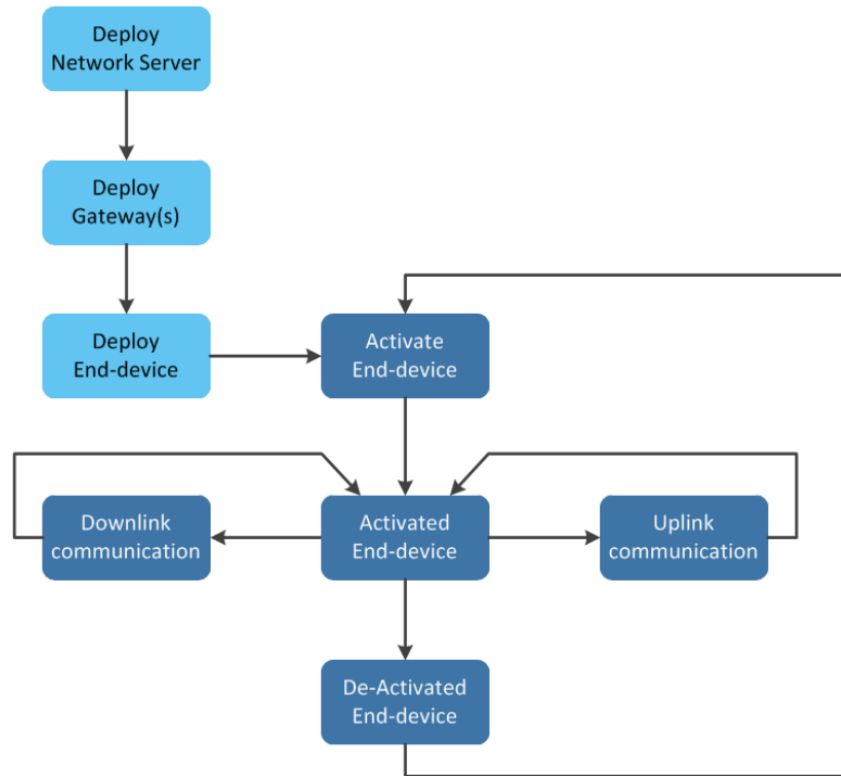 Deploy
Network Server
Deploy
Gateway(s)
Deploy
End-device
Activate
End-device
Downlink
communication
Activated
End-device
Uplink
communication
De-Activated
End-device